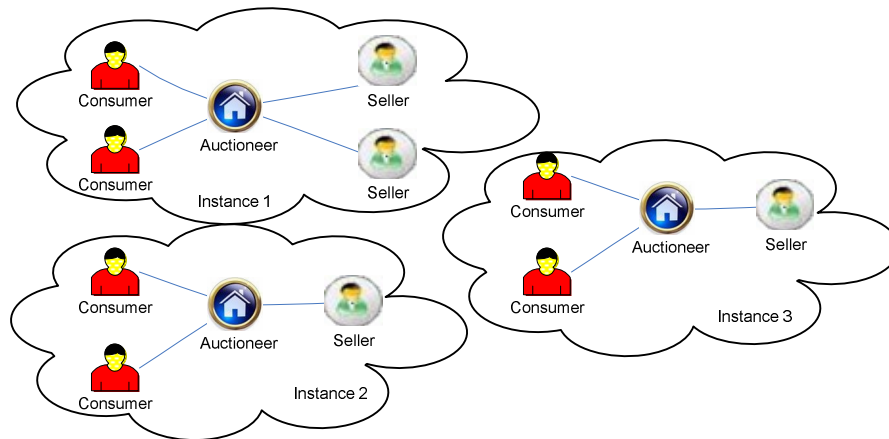 Consumer
Seller
Auctioneer
Consumer
Seller
Instance 1
Consumer
Auctioneer
Seller
Consumer
Instance 2
Consumer
Auctioneer
Seller
Consumer
Instance 3